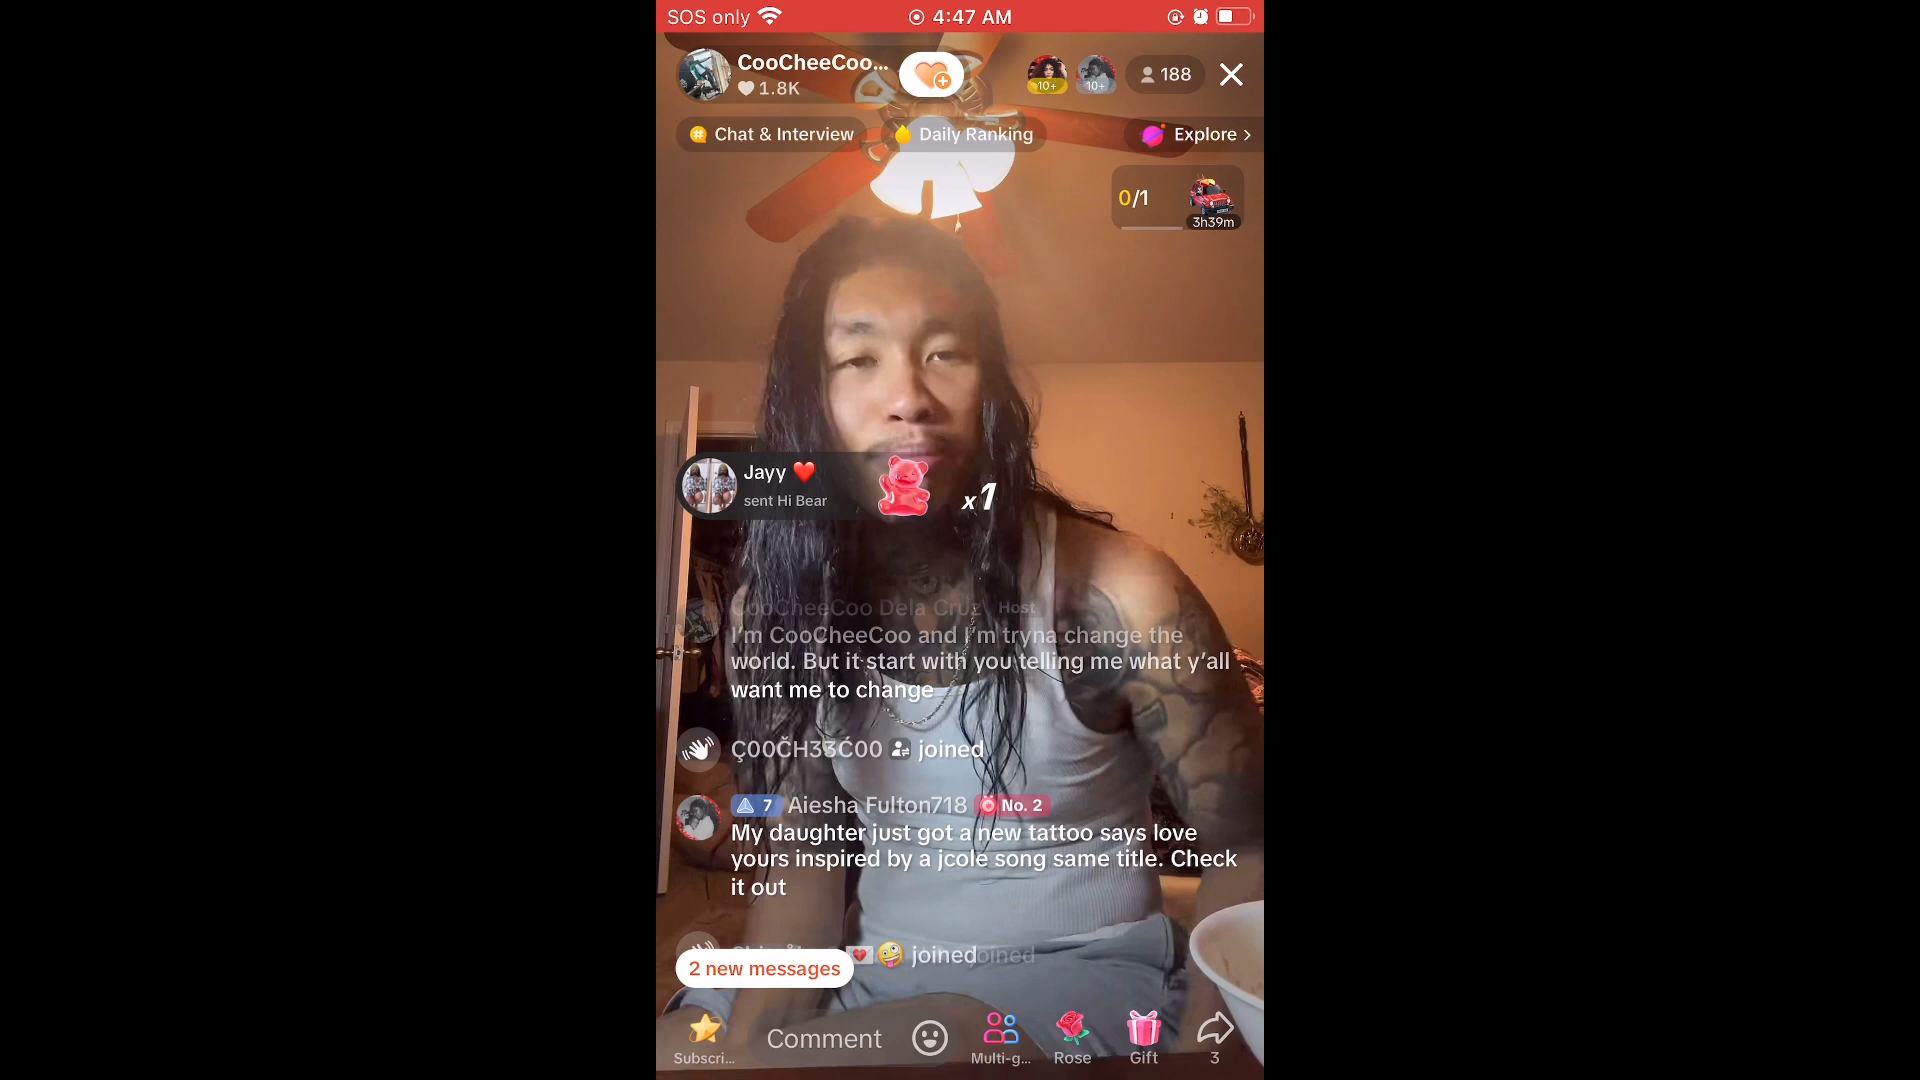 SOS only
4:47 AM
CooCheeCoo...
1.8K
10+
10+
188
Chat & Interview
Daily Ranking
Explore >
0/1
3h39m
Jayy ❤️
sent Hi Bear
x1
CooCheeCoo Dela Cruz Host
I'm CooCheeCoo and I'm tryna change the
world. But it start with you telling me what y'all
want me to change
joined
7 Aiesha Fulton718 No. 2
My daughter just got a new tattoo says love
yours inspired by a jcole song same title. Check
it out
joined
2 new messages
Comment
Subscri...
Multi-g...
Rose
Gift
3